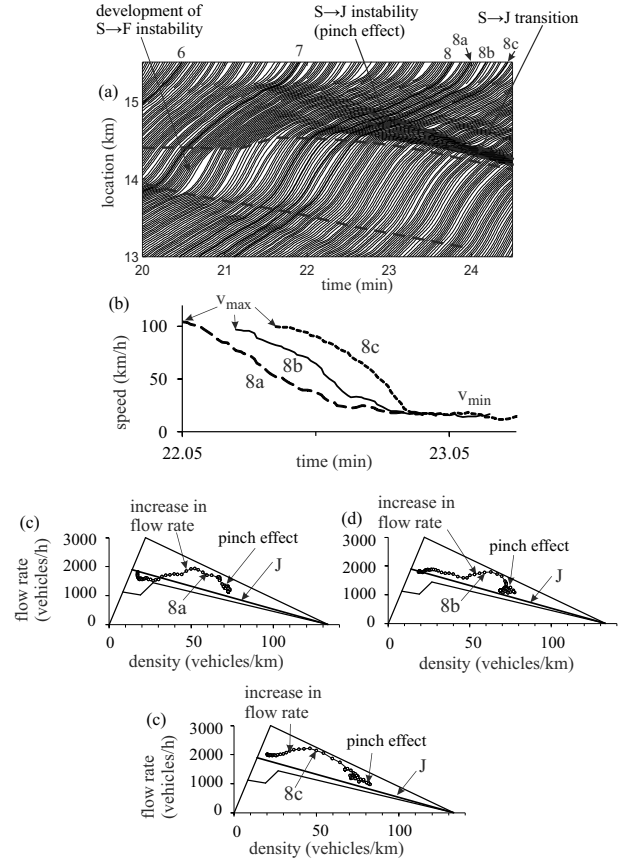 development of
S→F instability
S→J instability
(pinch effect)
S→J transition
6
7
8
8a
8b
8c
(a)
location (km)
15
14
13
20
21
22
23
24
time (min)
(b)
speed (km/h)
100
50
0
v_max
8a
8b
8c
v_min
22.05
23.05
time (min)
(c)
increase in
flow rate
pinch effect
J
8a
flow rate
(vehicles/h)
3000
2000
1000
0
0
50
100
density (vehicles/km)
(d)
increase in
flow rate
pinch effect
J
8b
3000
2000
1000
0
0
50
100
density (vehicles/km)
(c)
increase in
flow rate
pinch effect
J
8c
flow rate
(vehicles/h)
3000
2000
1000
0
0
50
100
density (vehicles/km)